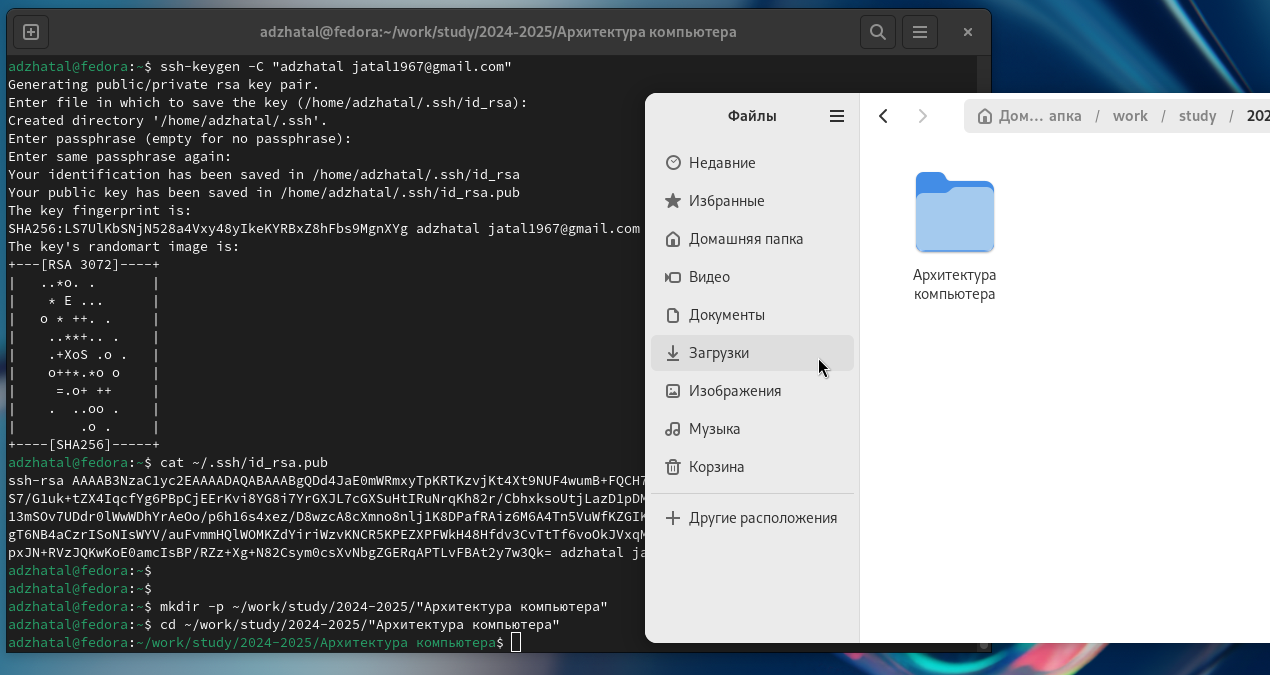 adzhatal@fedora:~/work/study/2024-2025/Архитектура компьютера
adzhatal@fedora:~$ ssh-keygen -C "adzhatal jatal1967@gmail.com"
Generating public/private rsa key pair.
Enter file in which to save the key (/home/adzhatal/.ssh/id_rsa):
Created directory '/home/adzhatal/.ssh'.
Enter passphrase (empty for no passphrase):
Enter same passphrase again:
Your identification has been saved in /home/adzhatal/.ssh/id_rsa
Your public key has been saved in /home/adzhatal/.ssh/id_rsa.pub
The key fingerprint is:
SHA256:LS7UlKbSNjN528a4Vxy48yIkeKYRBxZ8hFbs9MgnXYg adzhatal jatal1967@gmail.com
The key's randomart image is:
+---[RSA 3072]----+
|   ..*o. .       |
|    * E ...      |
|   o * ++. .     |
|    ..**+.. .    |
|    .+XoS .o .   |
|    o++*.*o o    |
|     =.o+ ++     |
|    .  ..oo .    |
|        .o .     |
+----[SHA256]-----+
adzhatal@fedora:~$ cat ~/.ssh/id_rsa.pub
ssh-rsa AAAAB3NzaC1yc2EAAAADAQABAAABgQDd4JaE0mWRmxyTpKRTKzvjKt4Xt9NUF4wumB+FQCH7
S7/G1uk+tZX4IqcfYg6PBpCjEErKvi8YG8i7YrGXJL7cGXSuHtIRuNrqKh82r/CbhxksoUtjLazD1pDM
l3mSOv7UDdr0lWwWDhYrAeOo/p6h16s4xez/D8wzcA8cXmno8nlj1K8DPafRAiz6M6A4Tn5VuWfKZGIK
gT6NB4aCzrISoNIsWYV/auFvmmHQlWOMKZdYiriWzvKNCR5KPEZXPFWkH48Hfdv3CvTtTf6voOkJVxqM
pxJN+RVzJQKwKoE0amcIsBP/RZz+Xg+N82Csym0csXvNbgZGERqAPTLvFBAt2y7w3Qk= adzhatal ja
adzhatal@fedora:~$
adzhatal@fedora:~$
adzhatal@fedora:~$ mkdir -p ~/work/study/2024-2025/"Архитектура компьютера"
adzhatal@fedora:~$ cd ~/work/study/2024-2025/"Архитектура компьютера"
adzhatal@fedora:~/work/study/2024-2025/Архитектура компьютера$
Файлы
Недавние
Избранные
Домашняя папка
Видео
Документы
Загрузки
Изображения
Музыка
Корзина
Другие расположения
Дом… апка / work / study / 202
Архитектура
компьютера